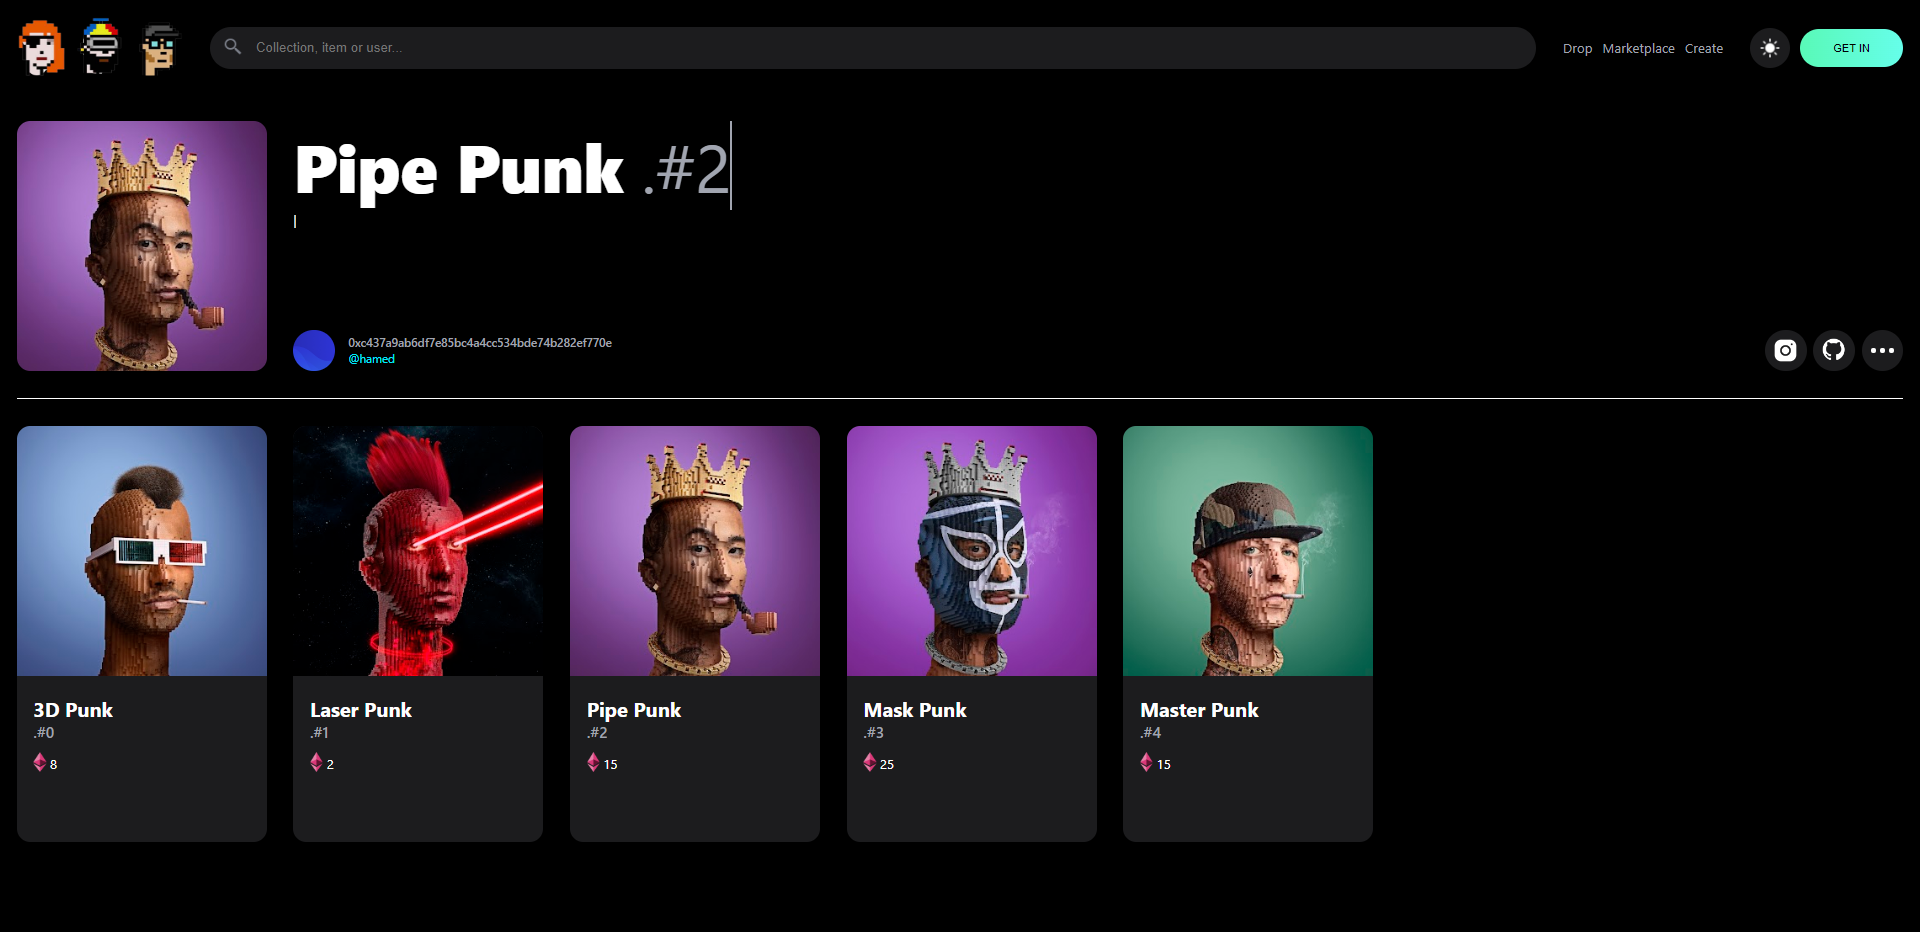 Collection, item or user...
Drop Marketplace Create
GET IN
Pipe Punk .#2
0xc437a9ab6df7e85bc4a4cc534bde74b282ef770e
@hamed
3D Punk
.#0
8
Laser Punk
.#1
2
Pipe Punk
.#2
15
Mask Punk
.#3
25
Master Punk
.#4
15